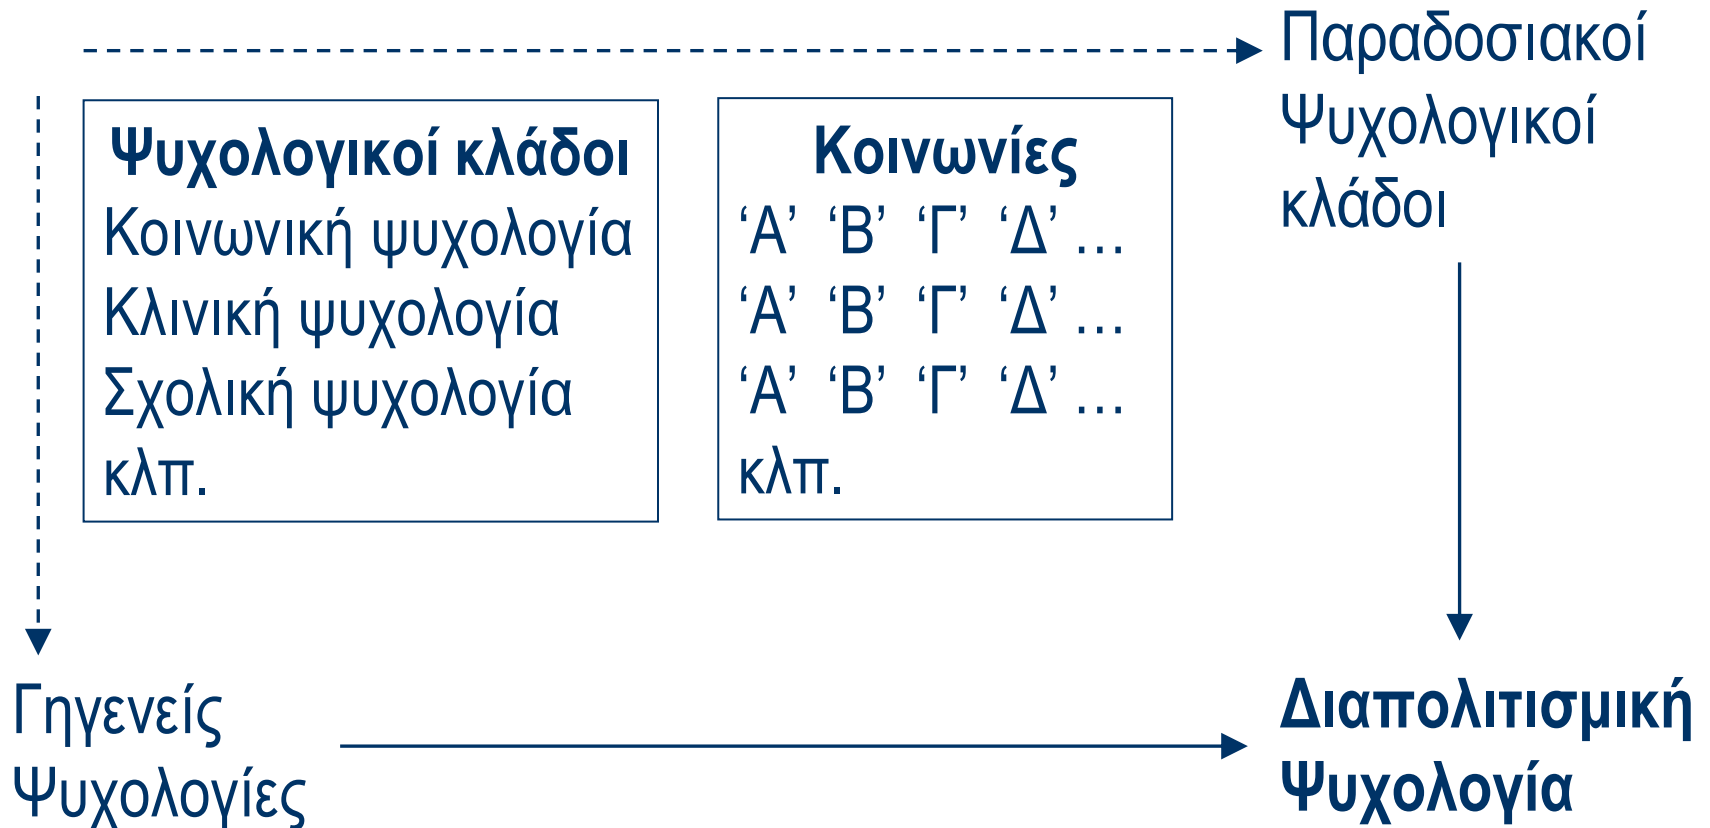 Παραδοσιακοί
Ψυχολογικοί
κλάδοι
Ψυχολογικοί κλάδοι
Κοινωνική ψυχολογία
Κλινική ψυχολογία
Σχολική ψυχολογία
κλπ.
Κοινωνίες
‘Α’ ‘Β’ ‘Γ’ ‘Δ’ …
‘Α’ ‘Β’ ‘Γ’ ‘Δ’ …
‘Α’ ‘Β’ ‘Γ’ ‘Δ’ …
κλπ.
Γηγενείς
Ψυχολογίες
Διαπολιτισμική
Ψυχολογία